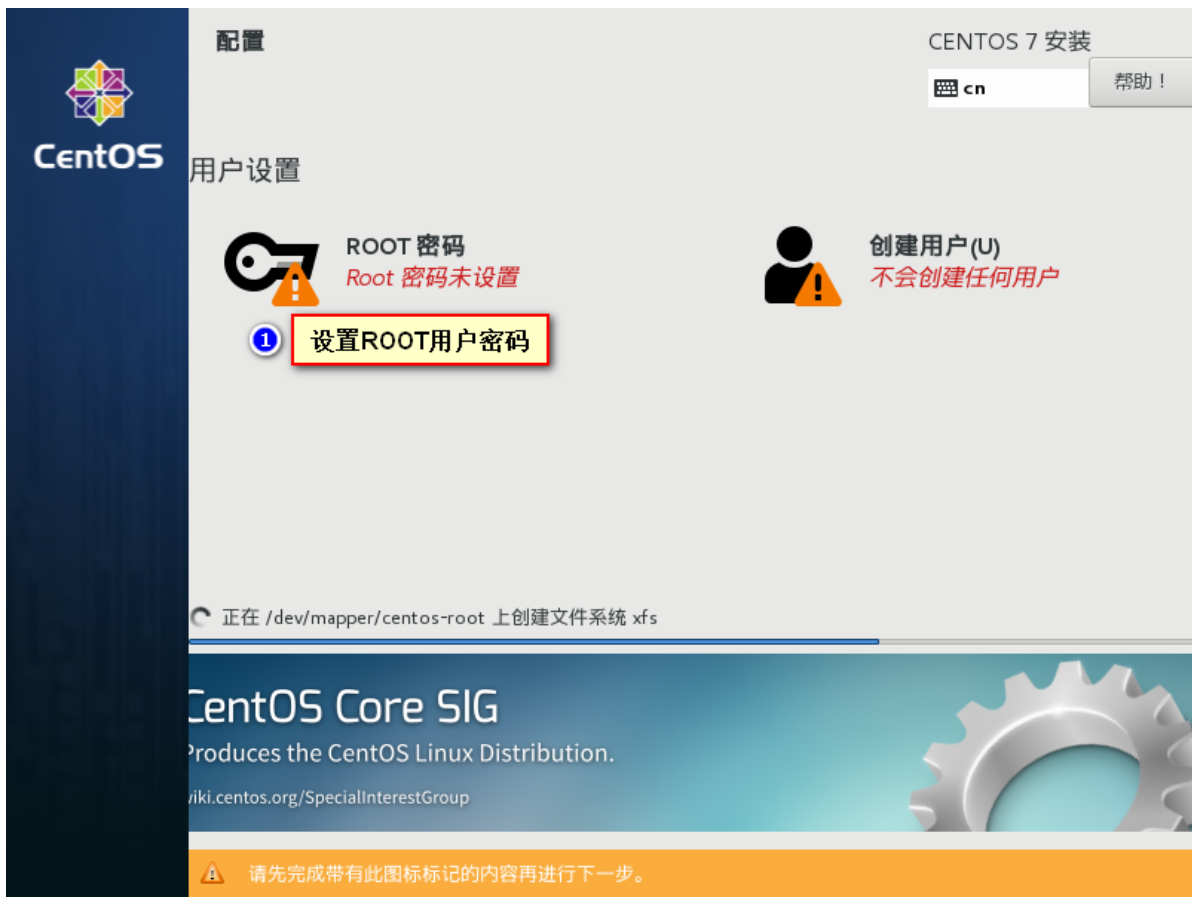 配置
CENTOS 7 安装
cn
帮助！
CentOS
用户设置
ROOT 密码
Root 密码未设置
创建用户(U)
不会创建任何用户
1 设置ROOT用户密码
正在 /dev/mapper/centos-root 上创建文件系统 xfs
CentOS Core SIG
Produces the CentOS Linux Distribution.
wiki.centos.org/SpecialInterestGroup
请先完成带有此图标标记的内容再进行下一步。